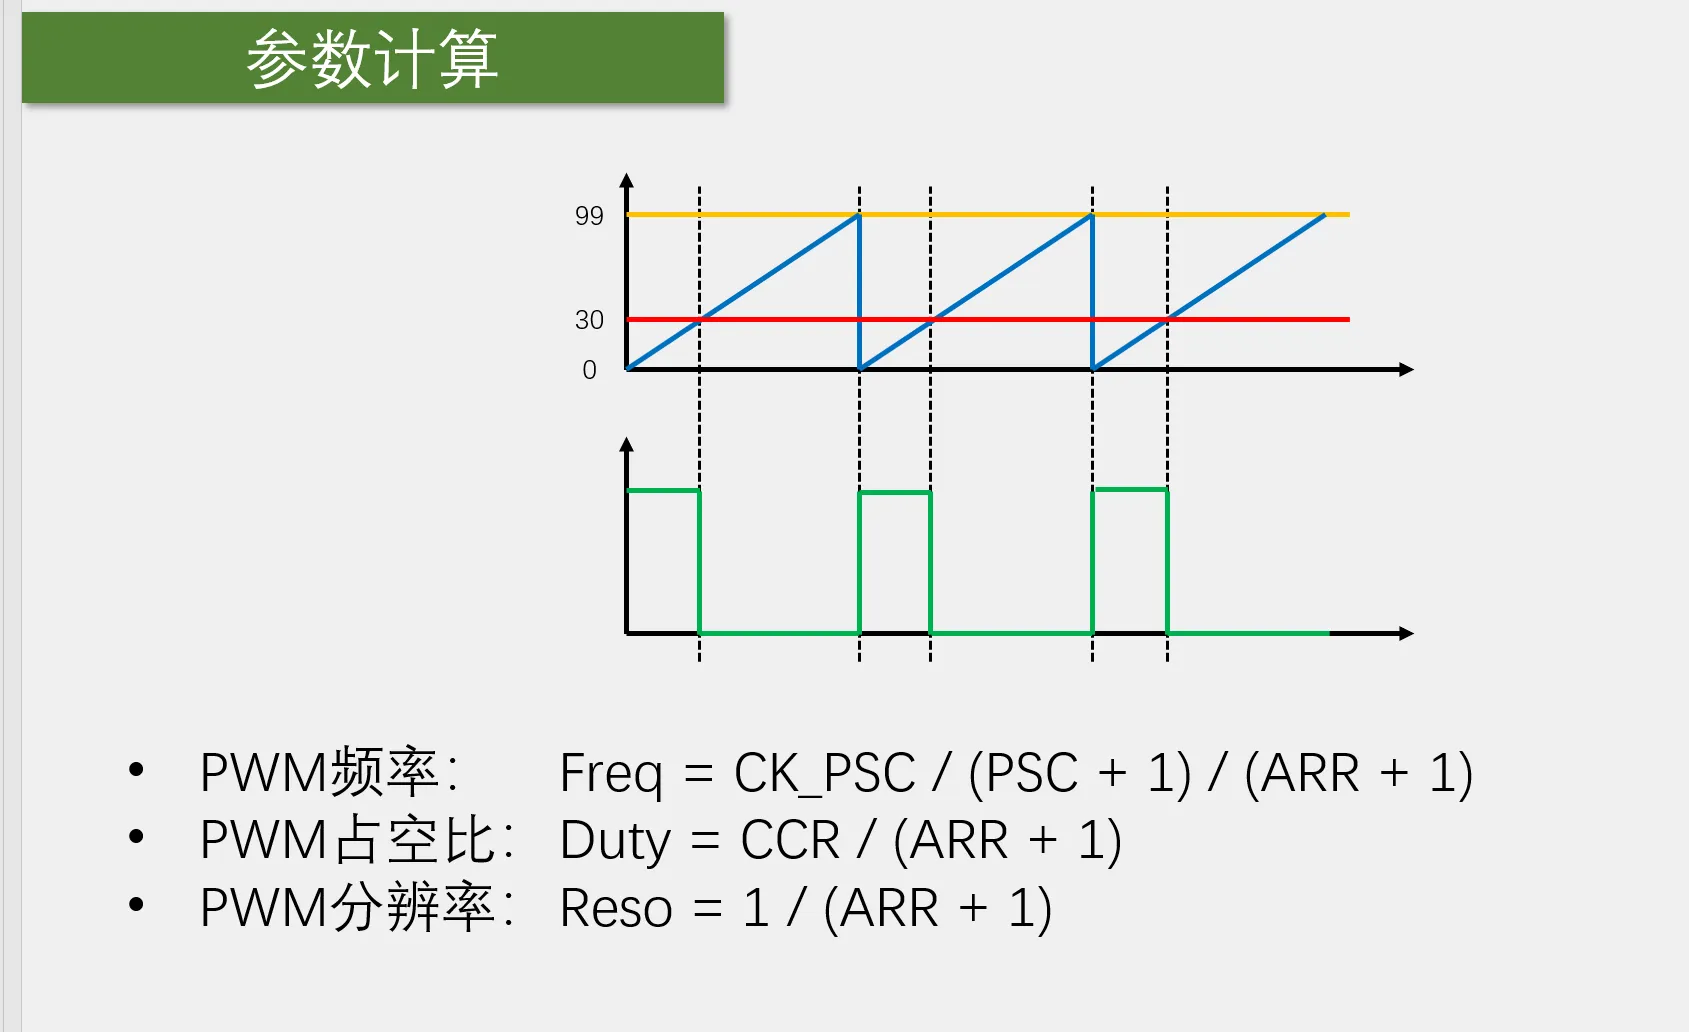 参数计算
99
30
0
• PWM频率： Freq = CK_PSC / (PSC + 1) / (ARR + 1)
• PWM占空比： Duty = CCR / (ARR + 1)
• PWM分辨率： Reso = 1 / (ARR + 1)